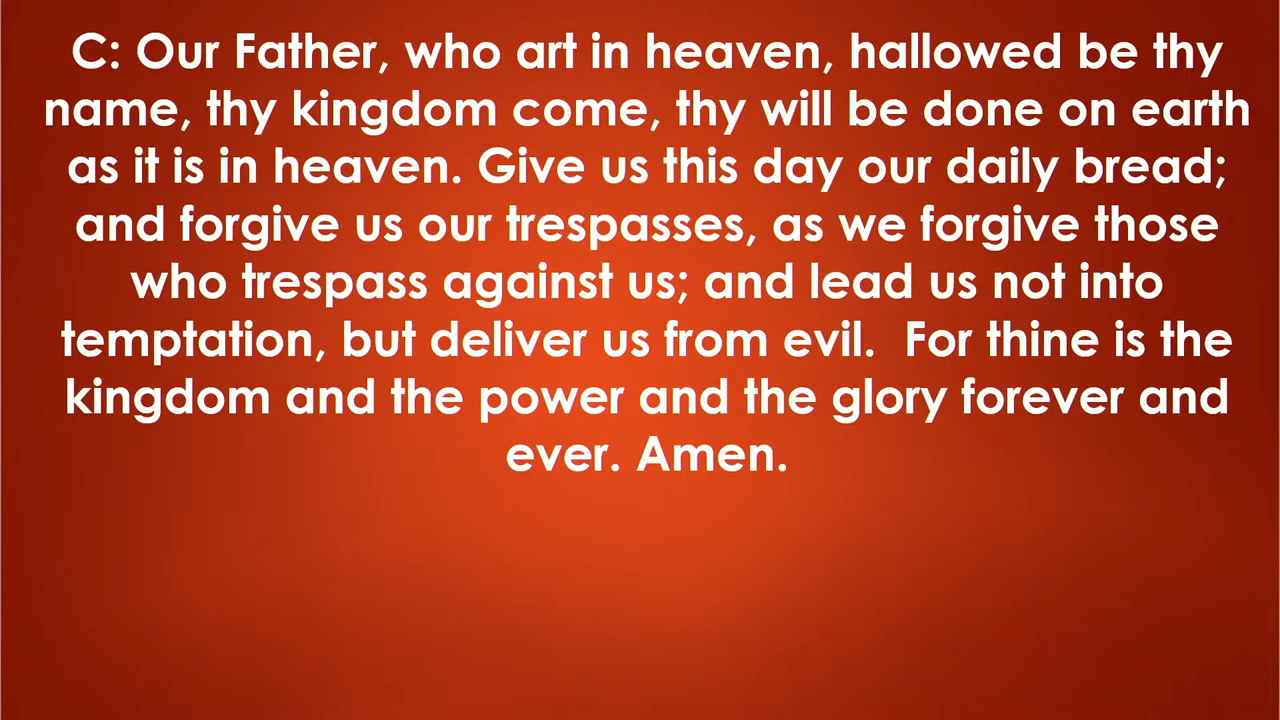 C: Our Father, who art in heaven, hallowed be thy
name, thy kingdom come, thy will be done on earth
as it is in heaven. Give us this day our daily bread;
and forgive us our trespasses, as we forgive those
who trespass against us; and lead us not into
temptation, but deliver us from evil.  For thine is the
kingdom and the power and the glory forever and
ever. Amen.